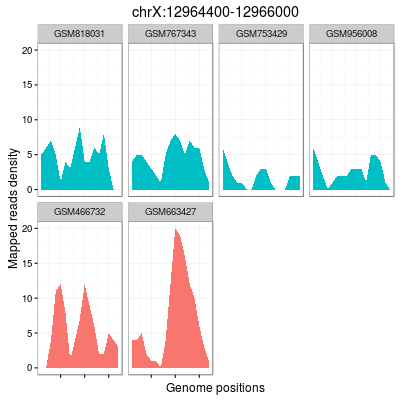 chrX:12964400-12966000
GSM818031 GSM767343 GSM753429 GSM956008
20
15
10
5
0
Mapped reads density
GSM466732 GSM663427
20
15
10
5
0
Genome positions